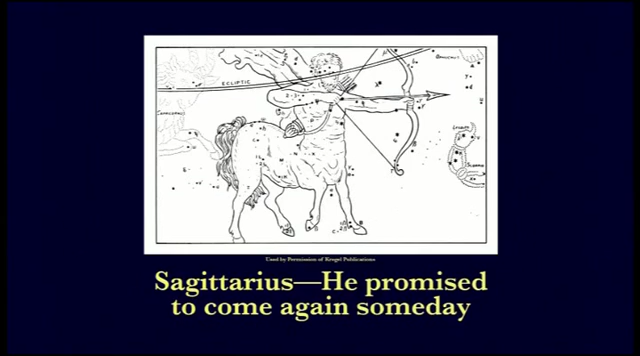 ECLIPTIC
Used by Permission of Kregel Publications
Sagittarius—He promised
to come again someday